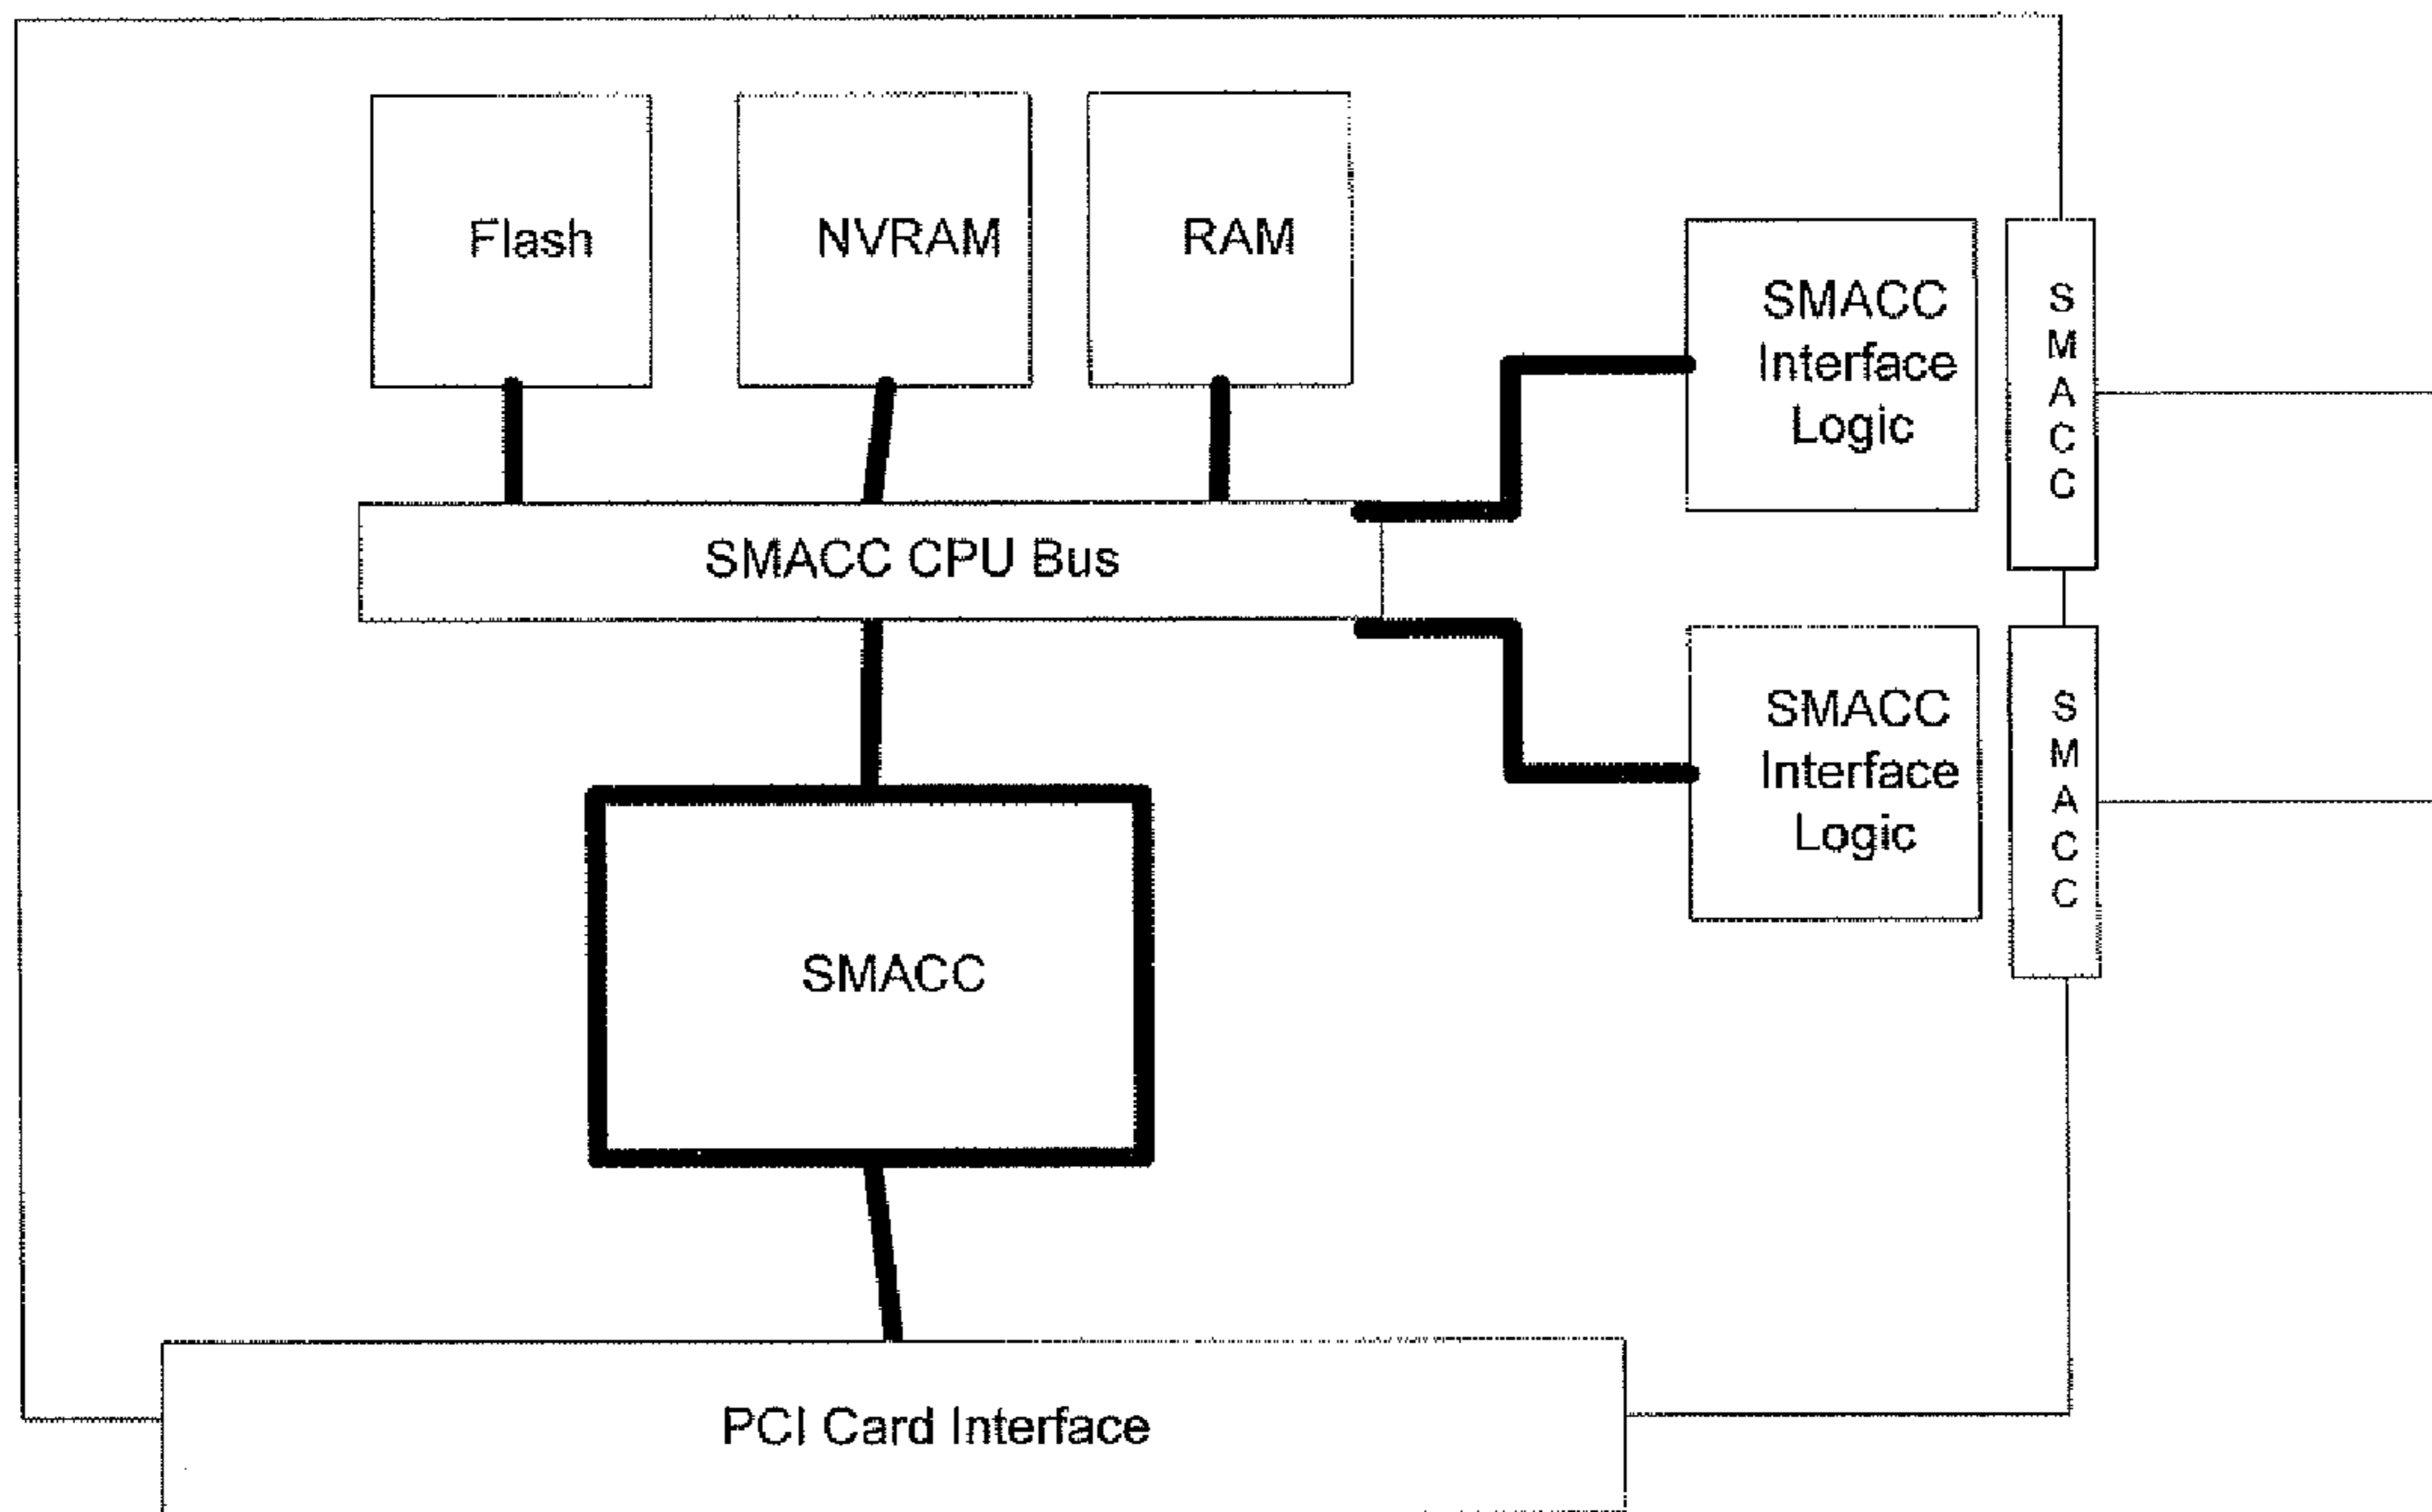 Flash
NVRAM
RAM
SMACC
Interface
Logic
S
M
A
C
C
SMACC CPU Bus
SMACC
Interface
Logic
S
M
A
C
C
SMACC
PCI Card Interface